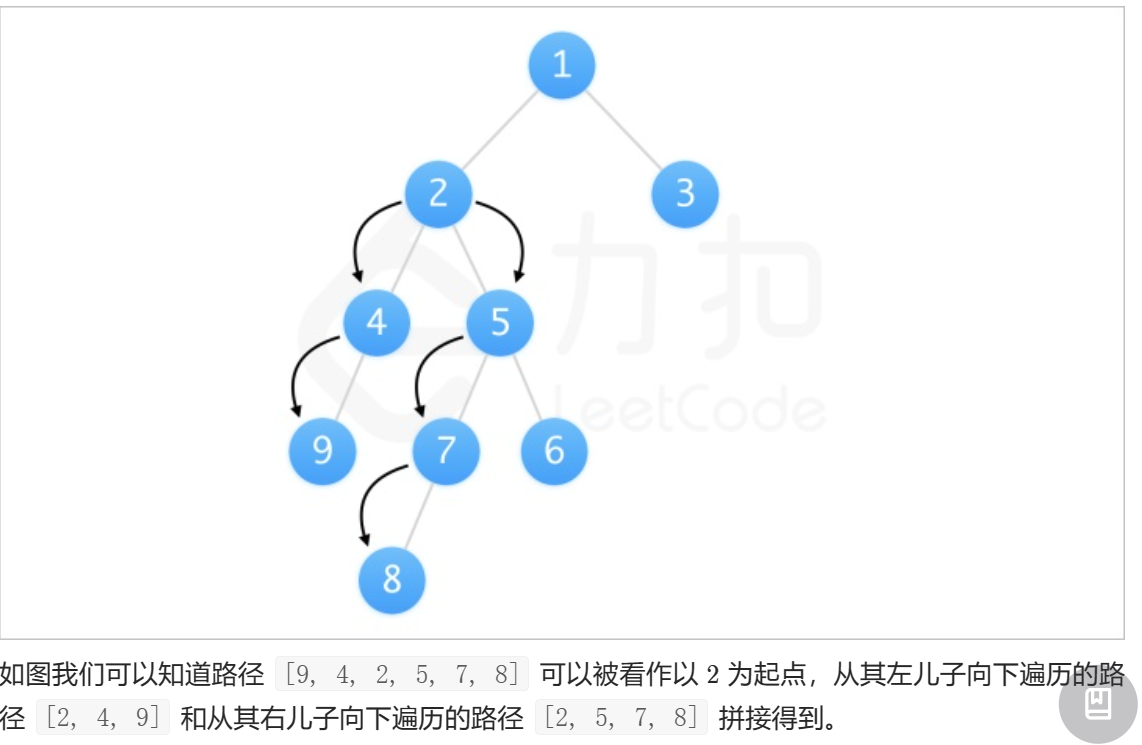 1
2
3
4
5
力扣
9
7
6
LeetCode
8
如图我们可以知道路径 [9, 4, 2, 5, 7, 8] 可以被看作以 2 为起点，从其左儿子向下遍历的路
径 [2, 4, 9] 和从其右儿子向下遍历的路径 [2, 5, 7, 8] 拼接得到。